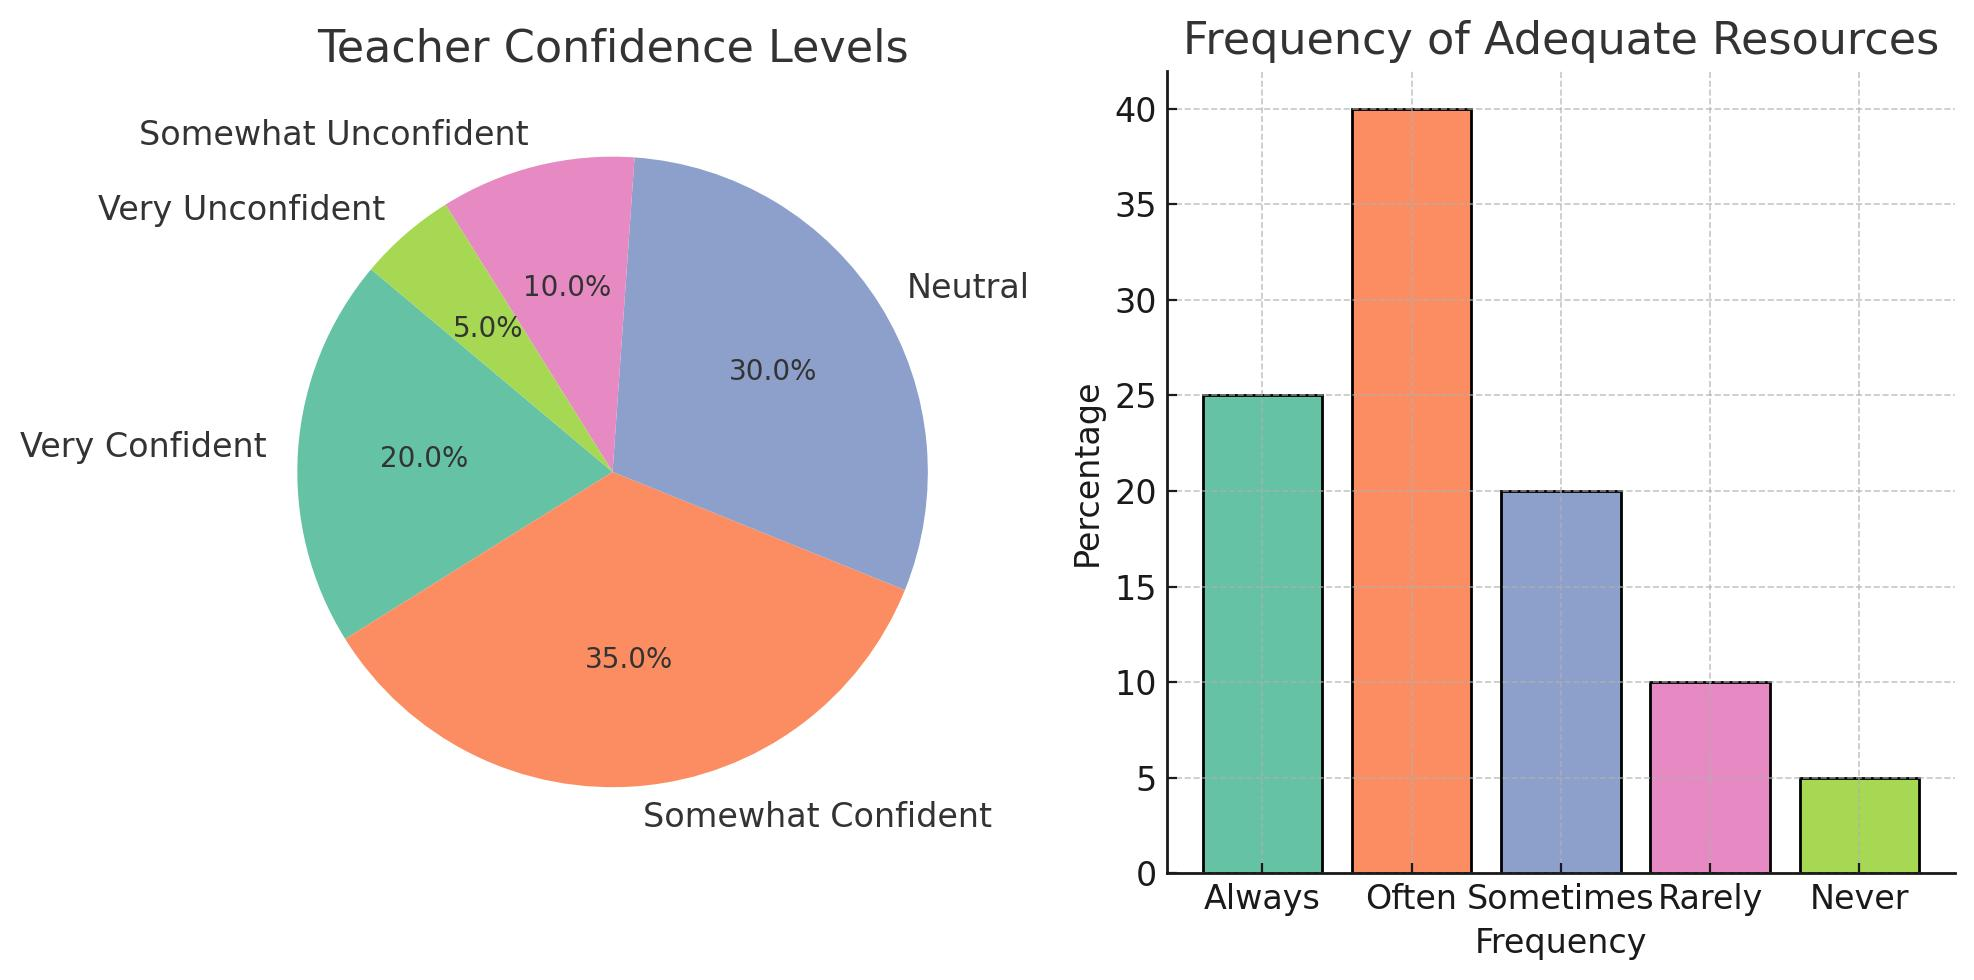 Teacher Confidence Levels
Somewhat Unconfident
Very Unconfident
Neutral
Very Confident
Somewhat Confident
10.0%
5.0%
30.0%
20.0%
35.0%
Frequency of Adequate Resources
Percentage
40
35
30
25
20
15
10
5
0
Always Often Sometimes Rarely Never
Frequency